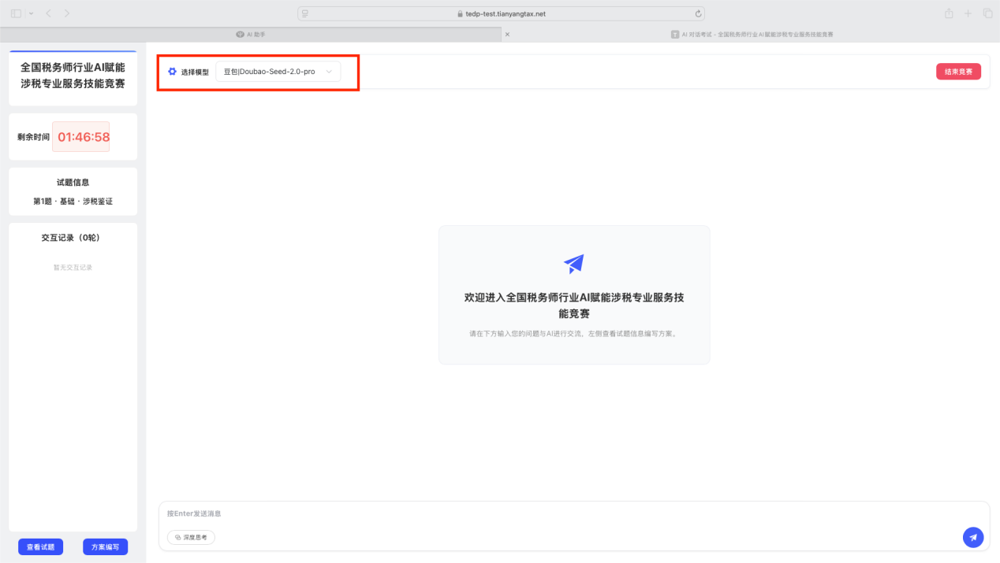 tedp-test.tianyangtax.net
AI 助手
AI 对话考试 - 全国税务师行业AI赋能涉税专业服务技能竞赛
全国税务师行业AI赋能
涉税专业服务技能竞赛
选择模型
豆包|Doubao-Seed-2.0-pro
结束竞赛
剩余时间
01:46:58
试题信息
第1题 · 基础 · 涉税鉴证
交互记录（0轮）
暂无交互记录
欢迎进入全国税务师行业AI赋能涉税专业服务技
能竞赛
请在下方输入您的问题与AI进行交流，左侧查看试题信息编写方案。
按Enter发送消息
深度思考
查看试题
方案编写